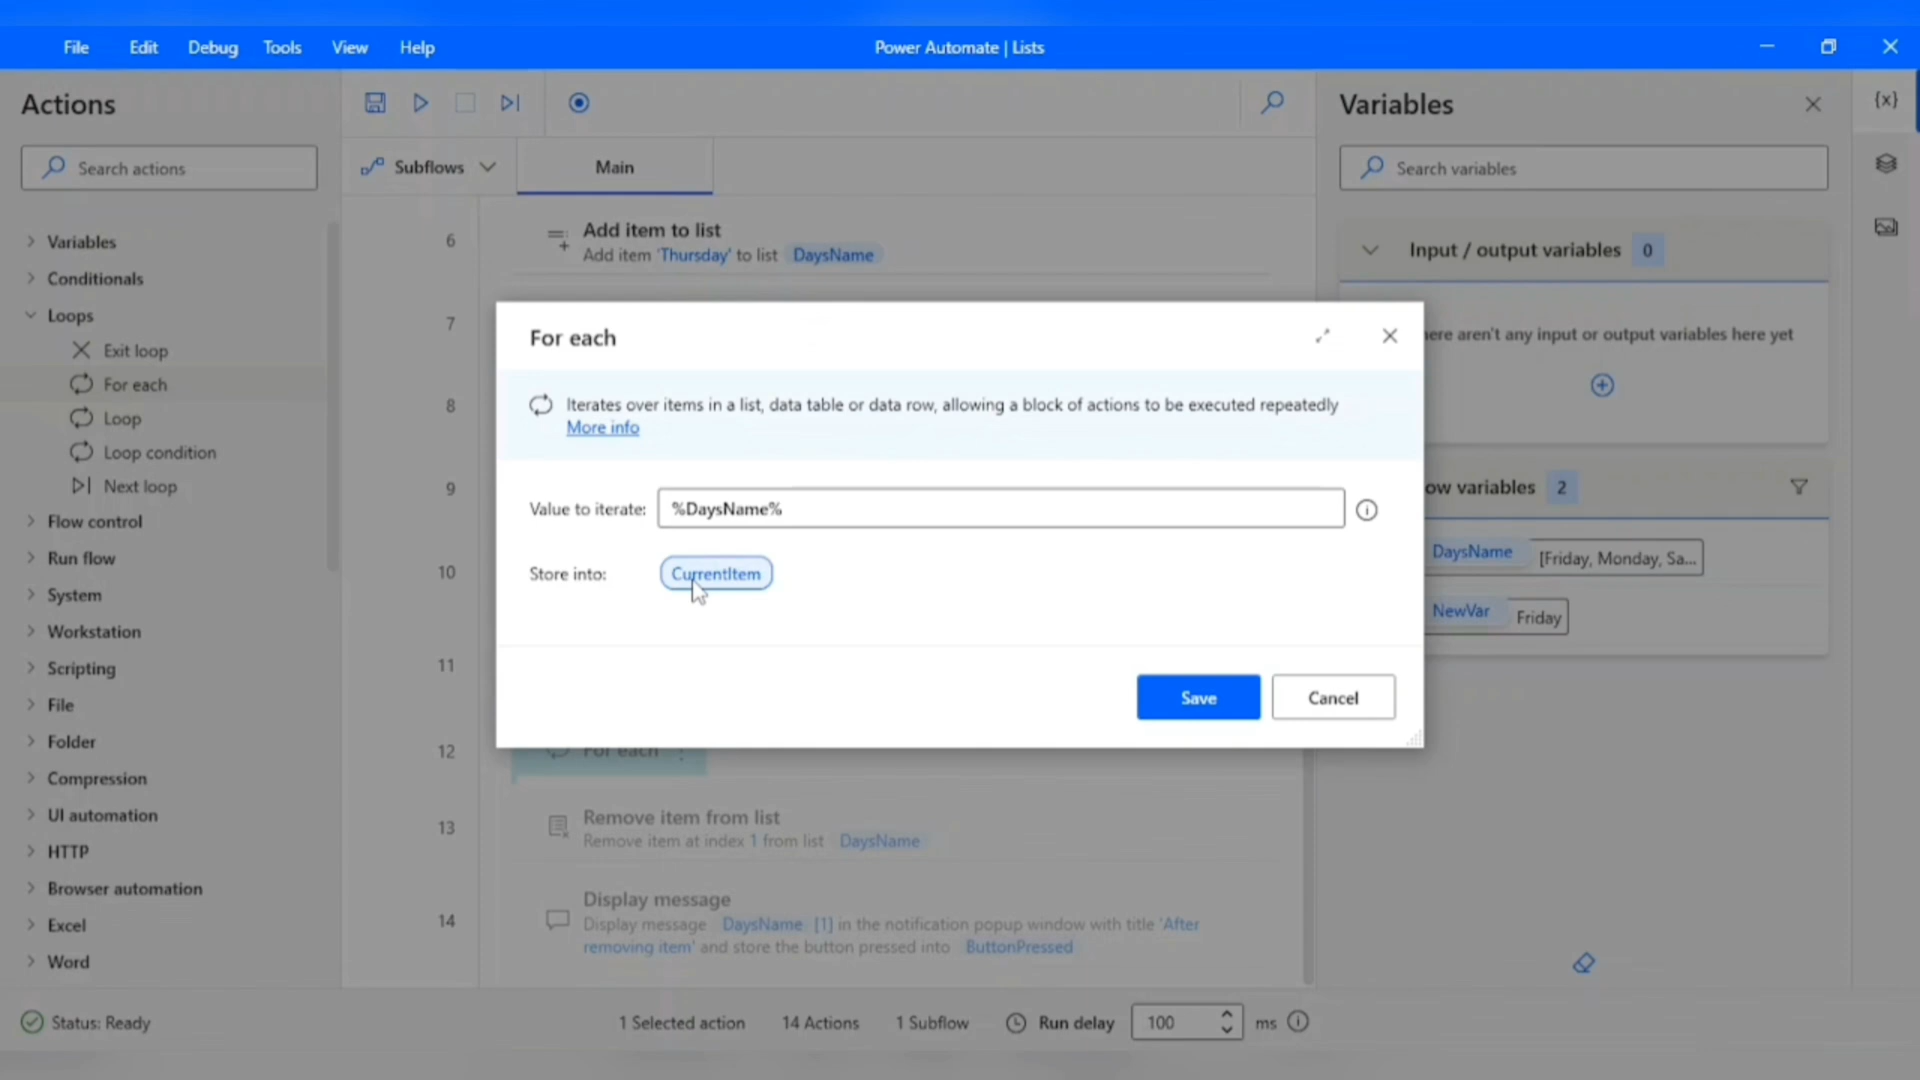 File Edit Debug Tools View Help
Power Automate | Lists
Actions
Search actions
Variables
Conditionals
Loops
Exit loop
For each
Loop
Loop condition
Next loop
Flow control
Run flow
System
Workstation
Scripting
File
Folder
Compression
UI automation
HTTP
Browser automation
Excel
Word
Subflows
Main
6
Add item to list
Add item 'Thursday' to list DaysName
7
8
9
10
11
12
For each
13
Remove item from list
Remove item at index 1 from list DaysName
14
Display message
Display message DaysName [1] in the notification popup window with title 'After
removing item' and store the button pressed into ButtonPressed
For each
Iterates over items in a list, data table or data row, allowing a block of actions to be executed repeatedly
More info
Value to iterate: %DaysName%
Store into: CurrentItem
Save Cancel
Variables
{x}
Search variables
Input / output variables 0
ere aren't any input or output variables here yet
ow variables 2
DaysName [Friday, Monday, Sa...
NewVar Friday
Status: Ready
1 Selected action 14 Actions 1 Subflow Run delay 100 ms